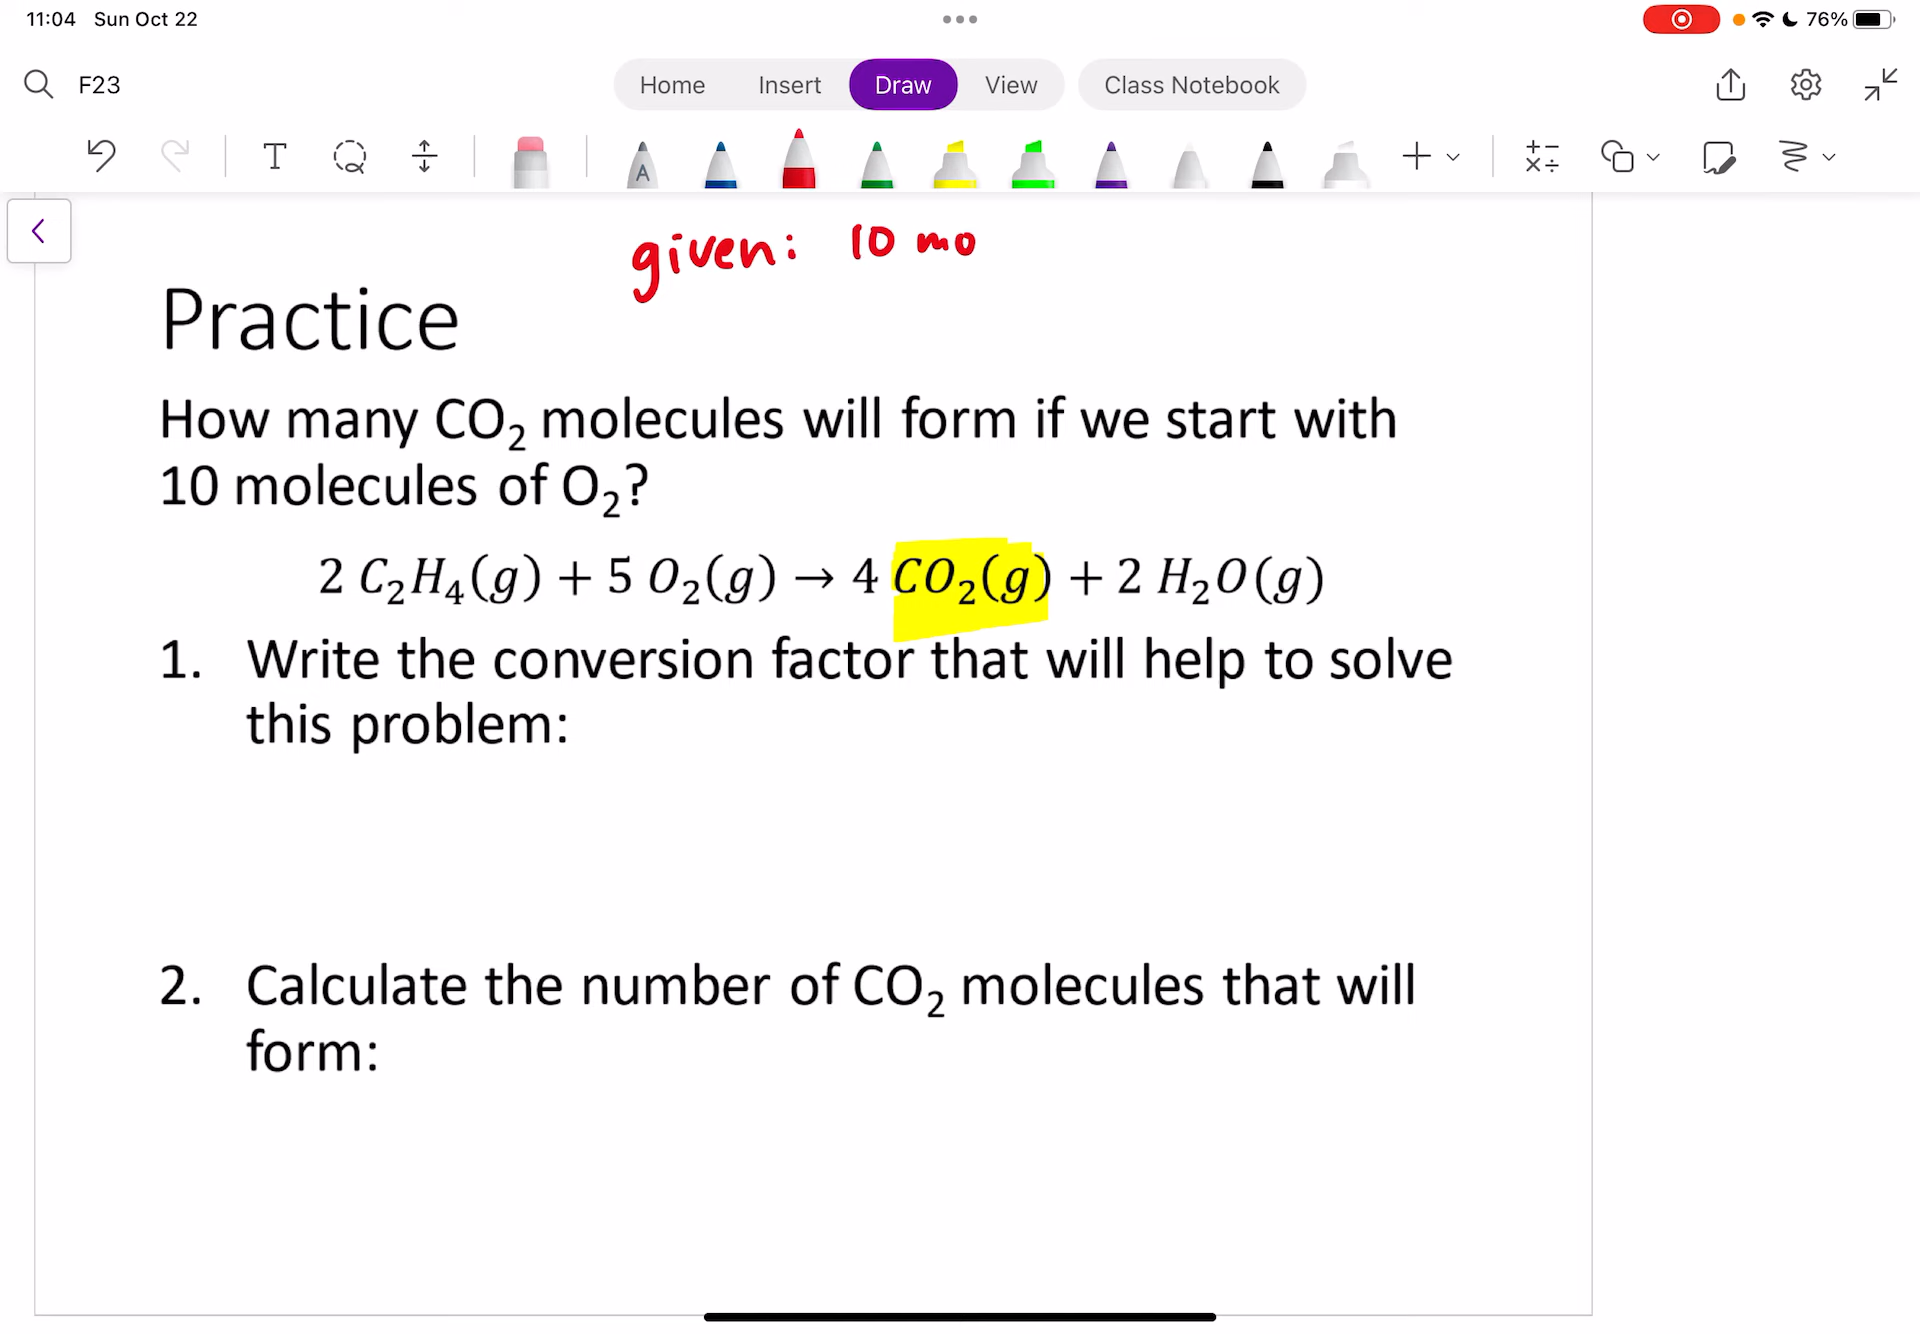 11:04 Sun Oct 22
76%
F23
Home Insert Draw View Class Notebook
T
A
given: 10 mo
Practice
How many CO₂ molecules will form if we start with
10 molecules of O₂?
2 C₂H₄(g) + 5 O₂(g) → 4 CO₂(g) + 2 H₂O(g)
1. Write the conversion factor that will help to solve
this problem:
2. Calculate the number of CO₂ molecules that will
form: